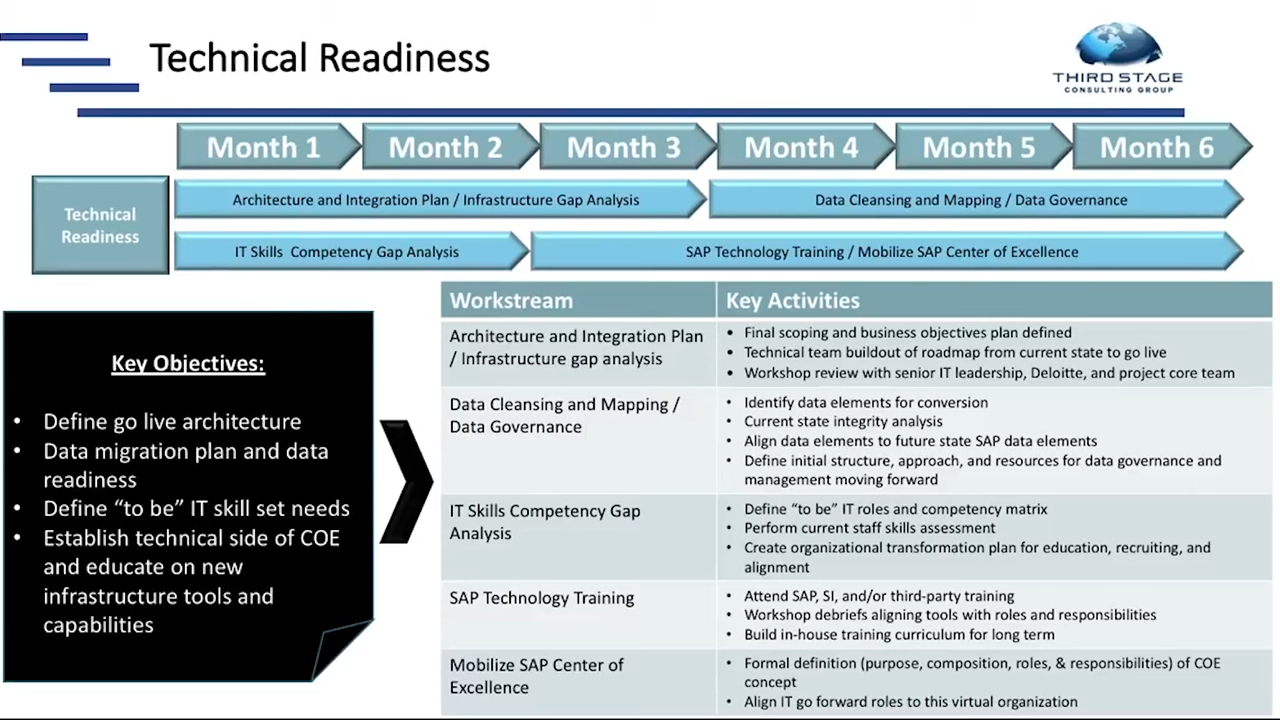 Technical Readiness
THIRD STAGE
CONSULTING GROUP
Month 1
Month 2
Month 3
Month 4
Month 5
Month 6
Technical
Readiness
Architecture and Integration Plan / Infrastructure Gap Analysis
Data Cleansing and Mapping / Data Governance
IT Skills Competency Gap Analysis
SAP Technology Training / Mobilize SAP Center of Excellence
Key Objectives:
• Define go live architecture
• Data migration plan and data
readiness
• Define “to be” IT skill set needs
• Establish technical side of COE
and educate on new
infrastructure tools and
capabilities
Workstream
Key Activities
Architecture and Integration Plan
/ Infrastructure gap analysis
• Final scoping and business objectives plan defined
• Technical team buildout of roadmap from current state to go live
• Workshop review with senior IT leadership, Deloitte, and project core team
Data Cleansing and Mapping /
Data Governance
• Identify data elements for conversion
• Current state integrity analysis
• Align data elements to future state SAP data elements
• Define initial structure, approach, and resources for data governance and
management moving forward
IT Skills Competency Gap
Analysis
• Define “to be” IT roles and competency matrix
• Perform current staff skills assessment
• Create organizational transformation plan for education, recruiting, and
alignment
SAP Technology Training
• Attend SAP, SI, and/or third-party training
• Workshop debriefs aligning tools with roles and responsibilities
• Build in-house training curriculum for long term
Mobilize SAP Center of
Excellence
• Formal definition (purpose, composition, roles, & responsibilities) of COE
concept
• Align IT go forward roles to this virtual organization